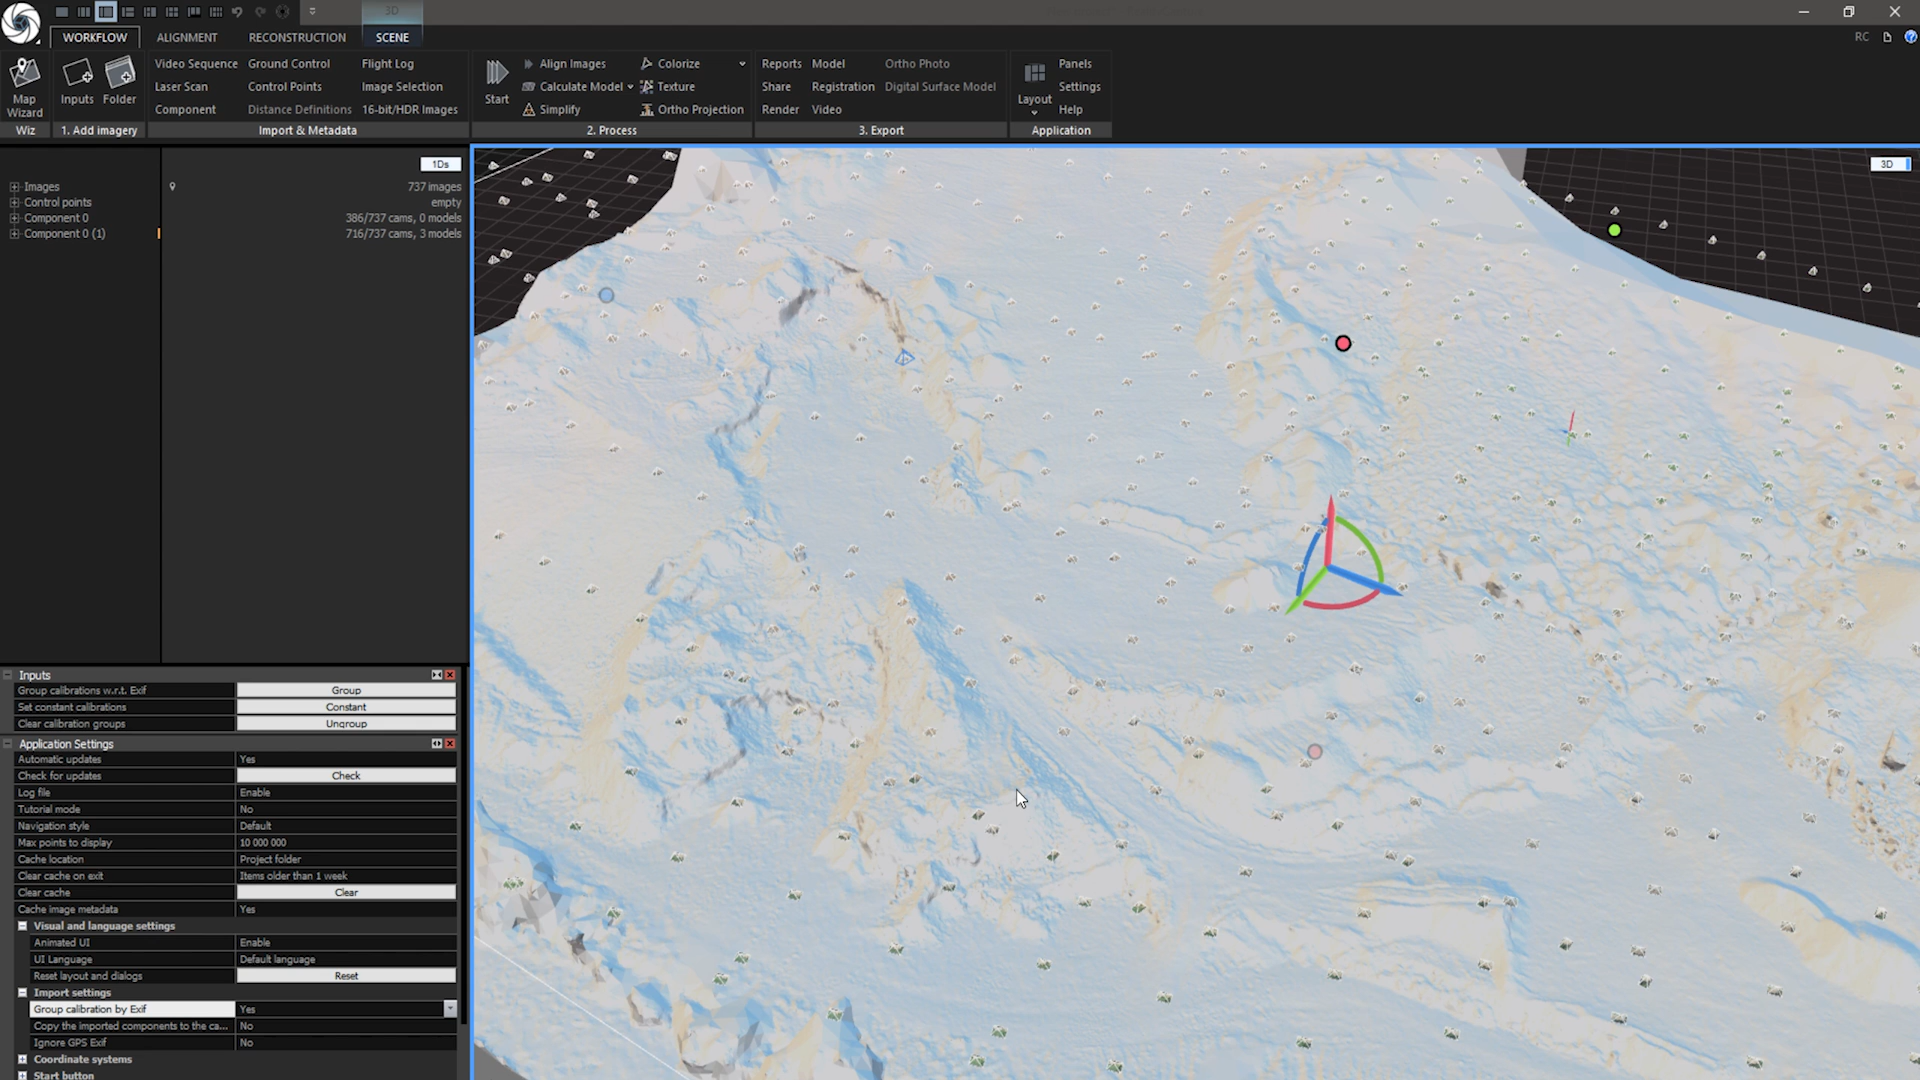 3D
WORKFLOW ALIGNMENT RECONSTRUCTION SCENE RC
Map Wizard
Inputs Folder
Video Sequence Ground Control Flight Log
Laser Scan Control Points Image Selection
Component Distance Definitions 16-bit/HDR Images
Start
Align Images Colorize
Calculate Model Texture
Simplify Ortho Projection
Reports Model Ortho Photo
Share Registration Digital Surface Model
Render Video
Layout
Panels
Settings
Help
Wiz 1. Add imagery Import & Metadata 2. Process 3. Export Application
1Ds
3D
Images 737 images
Control points empty
Component 0 386/737 cams, 0 models
Component 0 (1) 716/737 cams, 3 models
Inputs
Group calibrations w.r.t. Exif Group
Set constant calibrations Constant
Clear calibration groups Ungroup
Application Settings
Automatic updates Yes
Check for updates Check
Log file Enable
Tutorial mode No
Navigation style Default
Max points to display 10 000 000
Cache location Project folder
Clear cache on exit Items older than 1 week
Clear cache Clear
Cache image metadata Yes
Visual and language settings
Animated UI Enable
UI Language Default language
Reset layout and dialogs Reset
Import settings
Group calibration by Exif Yes
Copy the imported components to the ca... No
Ignore GPS Exif No
Coordinate systems
Start button